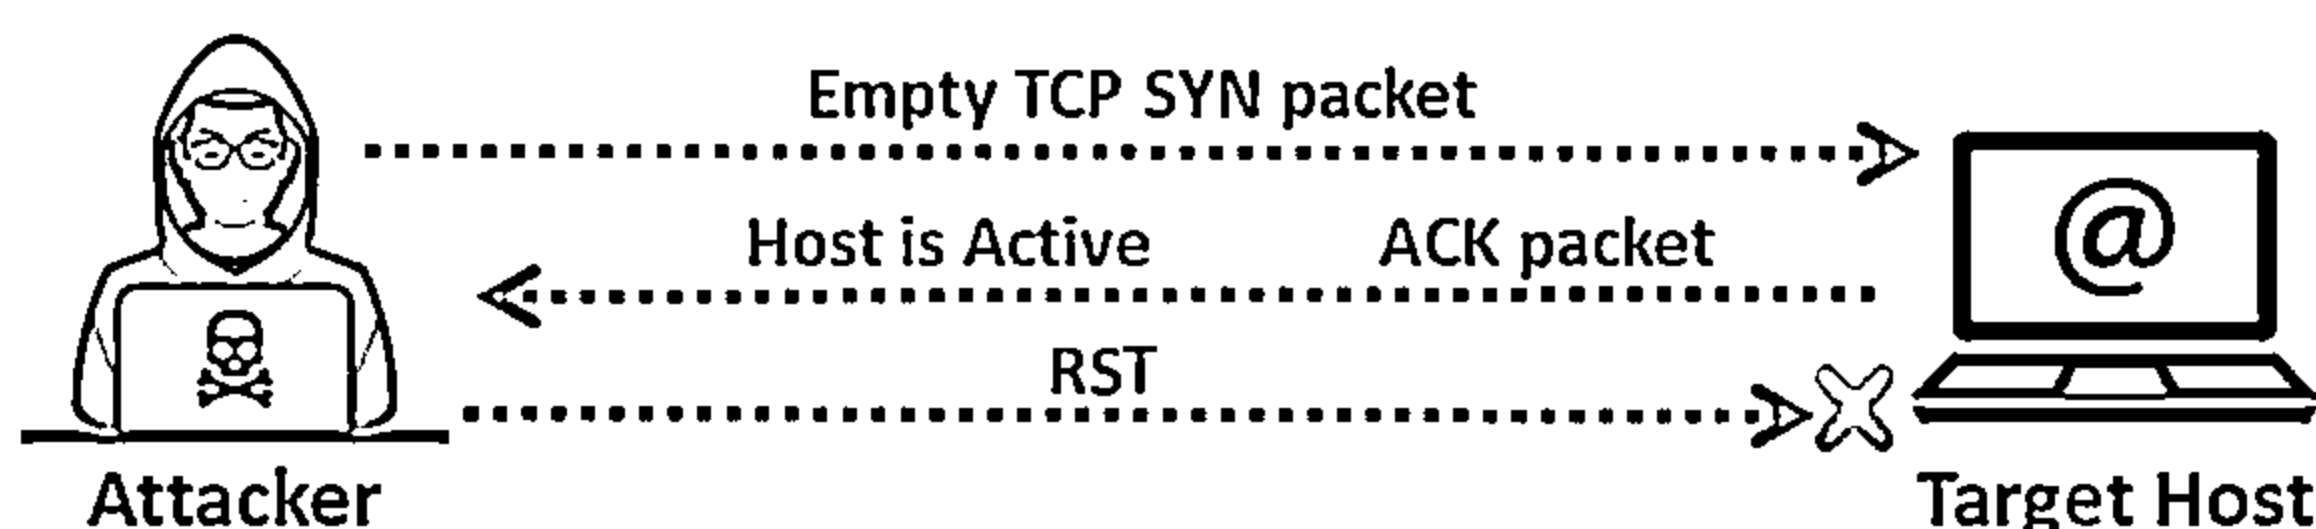 Empty TCP SYN packet
@
Host is Active ACK packet
RST
Attacker
Target Host